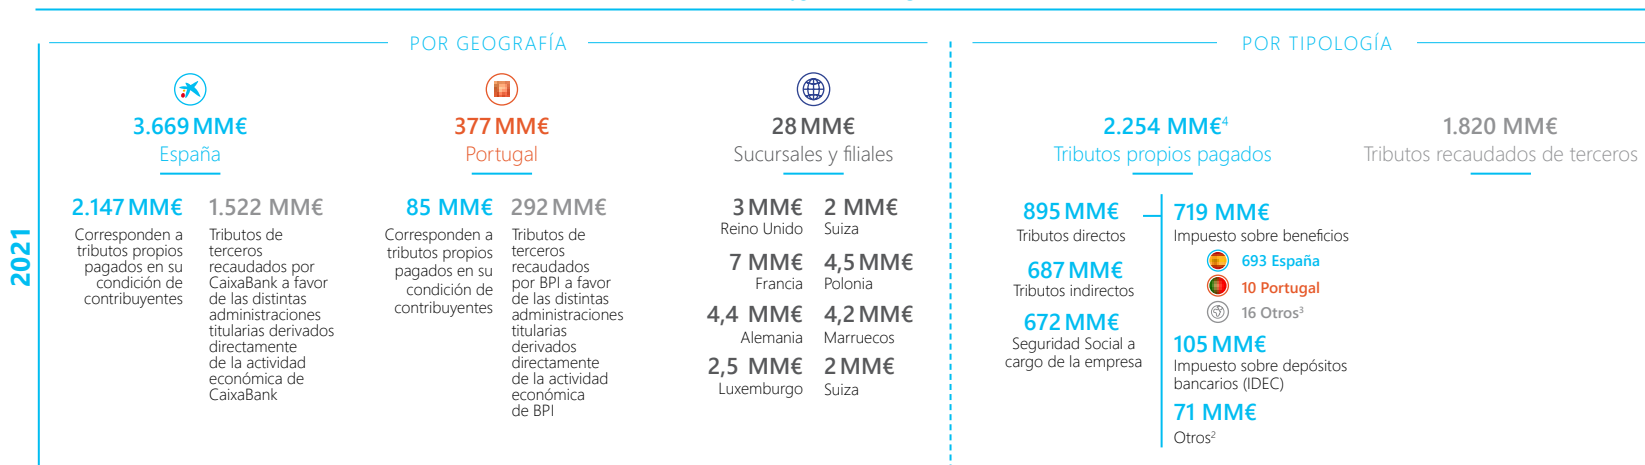 POR GEOGRAFÍA
POR TIPOLOGÍA
2021
3.669 MM€
España
2.147 MM€
Corresponden a
tributos propios
pagados en su
condición de
contribuyentes
1.522 MM€
Tributos de
terceros
recaudados por
CaixaBank a favor
de las distintas
administraciones
titularias derivados
directamente
de la actividad
económica de
CaixaBank
377 MM€
Portugal
85 MM€
Corresponden a
tributos propios
pagados en su
condición de
contribuyentes
292 MM€
Tributos de
terceros
recaudados
por BPI a favor
de las distintas
administraciones
titularias
derivados
directamente
de la actividad
económica
de BPI
28 MM€
Sucursales y filiales
3 MM€
Reino Unido
2 MM€
Suiza
7 MM€
Francia
4,5 MM€
Polonia
4,4 MM€
Alemania
4,2 MM€
Marruecos
2,5 MM€
Luxemburgo
2 MM€
Suiza
2.254 MM€4
Tributos propios pagados
895 MM€
Tributos directos
687 MM€
Tributos indirectos
672 MM€
Seguridad Social a
cargo de la empresa
719 MM€
Impuesto sobre beneficios
693 España
10 Portugal
16 Otros3
105 MM€
Impuesto sobre depósitos
bancarios (IDEC)
71 MM€
Otros2
1.820 MM€
Tributos recaudados de terceros